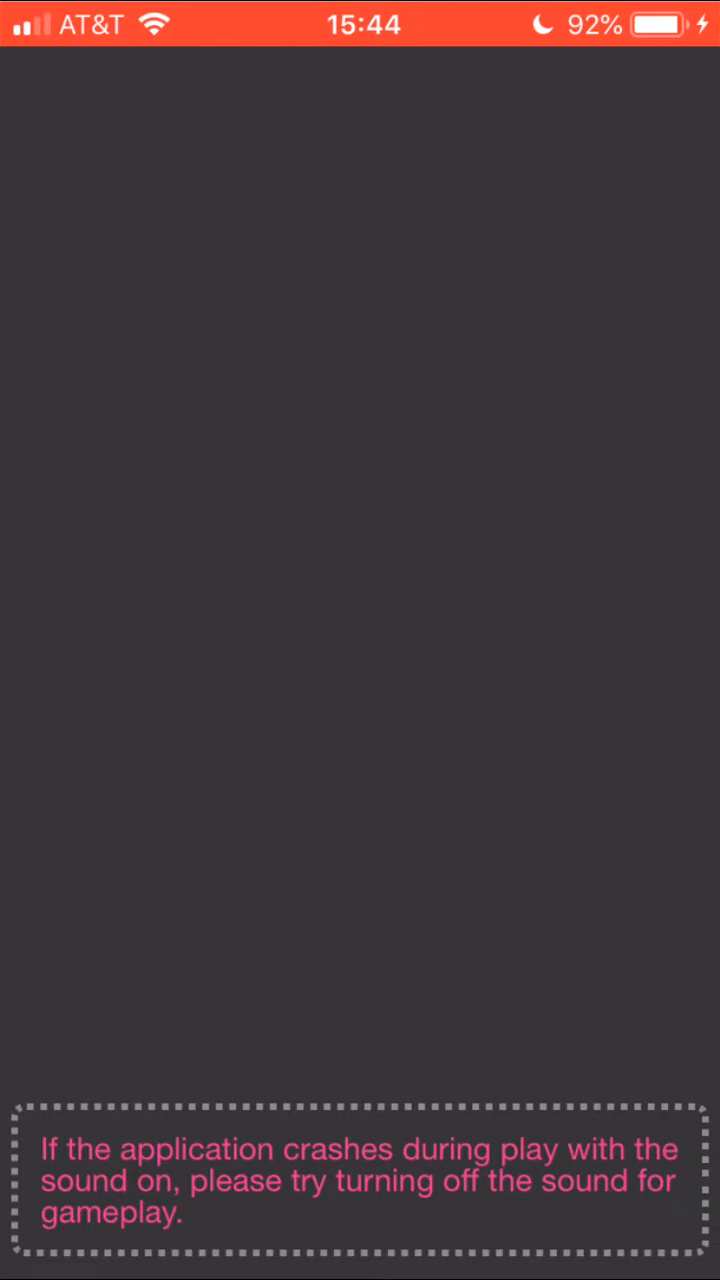 AT&T 15:44 92%
If the application crashes during play with the
sound on, please try turning off the sound for
gameplay.